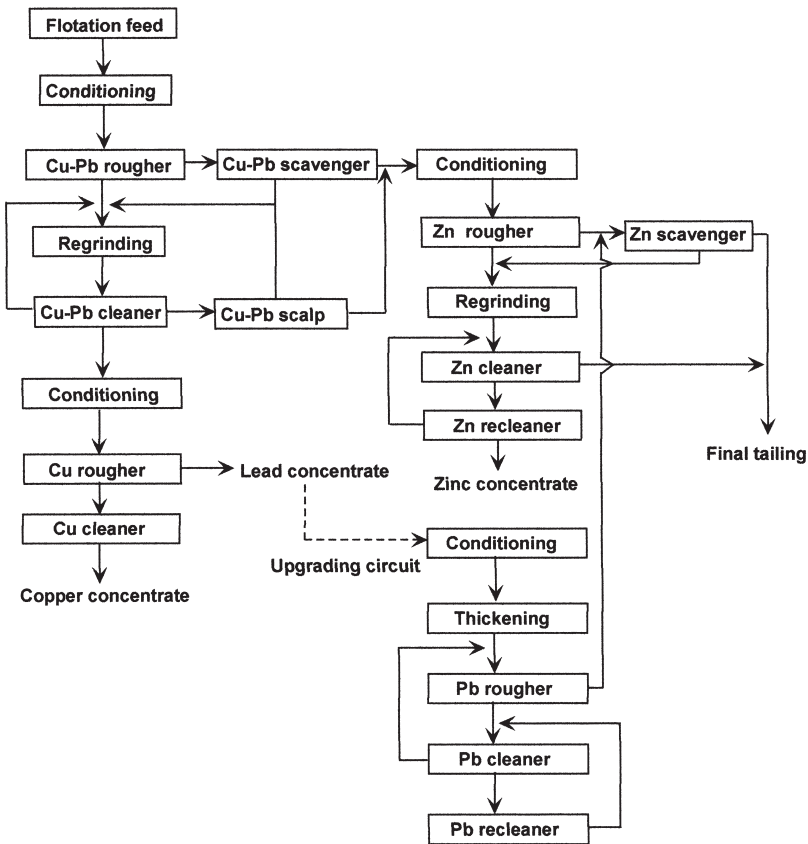 Flotation feed
Conditioning
Cu-Pb rougher
Cu-Pb scavenger
Conditioning
Zn rougher
Zn scavenger
Regrinding
Regrinding
Cu-Pb cleaner
Cu-Pb scalp
Zn cleaner
Conditioning
Zn recleaner
Final tailing
Cu rougher
Lead concentrate
Zinc concentrate
Cu cleaner
Conditioning
Upgrading circuit
Copper concentrate
Thickening
Pb rougher
Pb cleaner
Pb recleaner